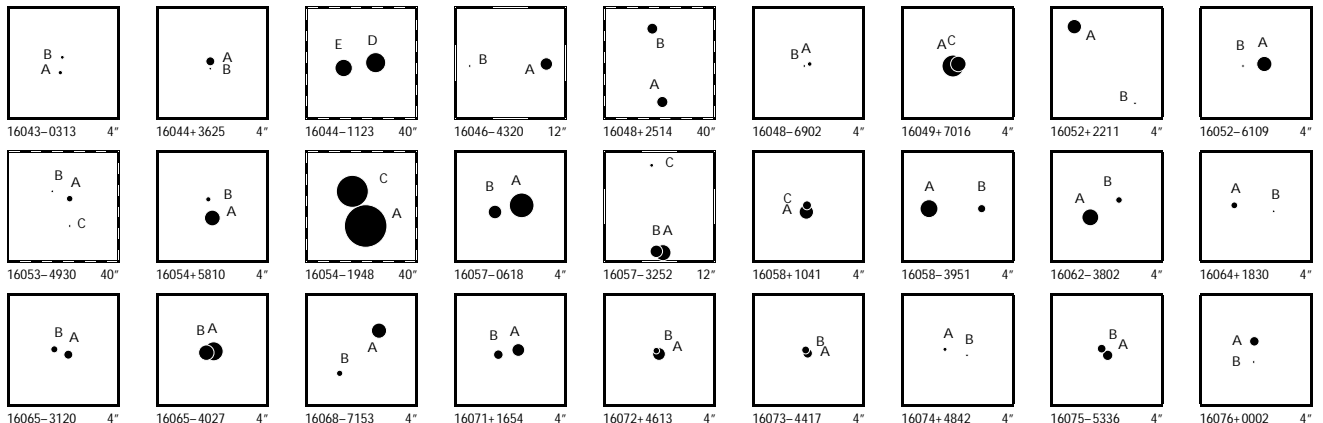 B
A
16043–0313 4″
A
B
16044+3625 4″
E D
16044–1123 40″
B
A
16046–4320 12″
B
A
16048+2514 40″
B A
16048–6902 4″
A C
16049+7016 4″
A
B
16052+2211 4″
B A
16052–6109 4″
B A
C
16053–4930 40″
B
A
16054+5810 4″
C
A
16054–1948 40″
B A
16057–0618 4″
C
B A
16057–3252 12″
C
A
16058+1041 4″
A B
16058–3951 4″
B
A
16062–3802 4″
A B
16064+1830 4″
B A
16065–3120 4″
B A
16065–4027 4″
A
B
16068–7153 4″
B A
16071+1654 4″
B
A
16072+4613 4″
B
A
16073–4417 4″
A B
16074+4842 4″
B
A
16075–5336 4″
A
B
16076+0002 4″